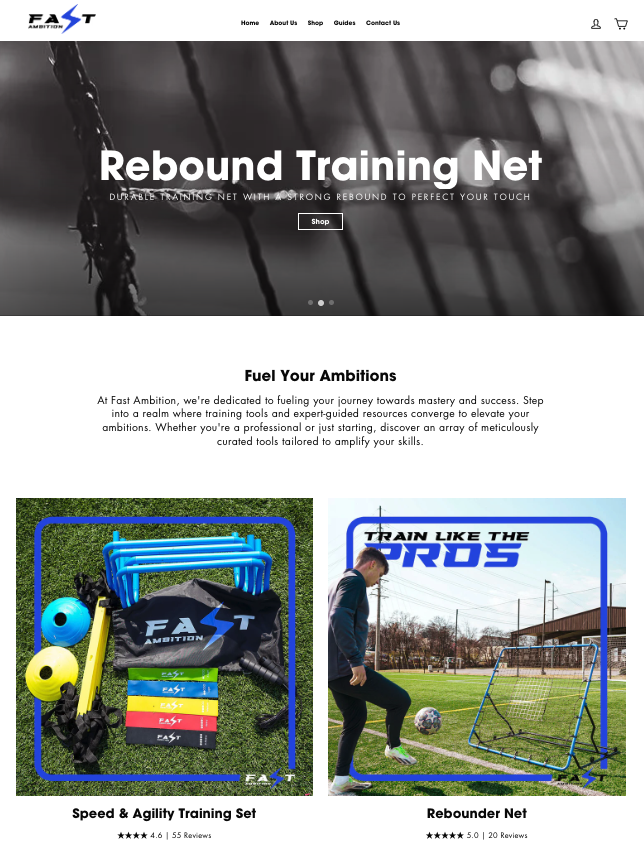 FAST
AMBITION
Home About Us Shop Guides Contact Us
Rebound Training Net
DURABLE TRAINING NET WITH A STRONG REBOUND TO PERFECT YOUR TOUCH
Shop
Fuel Your Ambitions
At Fast Ambition, we're dedicated to fueling your journey towards mastery and success. Step
into a realm where training tools and expert-guided resources converge to elevate your
ambitions. Whether you're a professional or just starting, discover an array of meticulously
curated tools tailored to amplify your skills.
FAST
AMBITION
FAST
FAST
FAST
FAST
FAST
FAST
AMBITION
TRAIN LIKE THE
PROS
FAST
AMBITION
Speed & Agility Training Set
★★★★ 4.6 | 55 Reviews
Rebounder Net
★★★★★ 5.0 | 20 Reviews